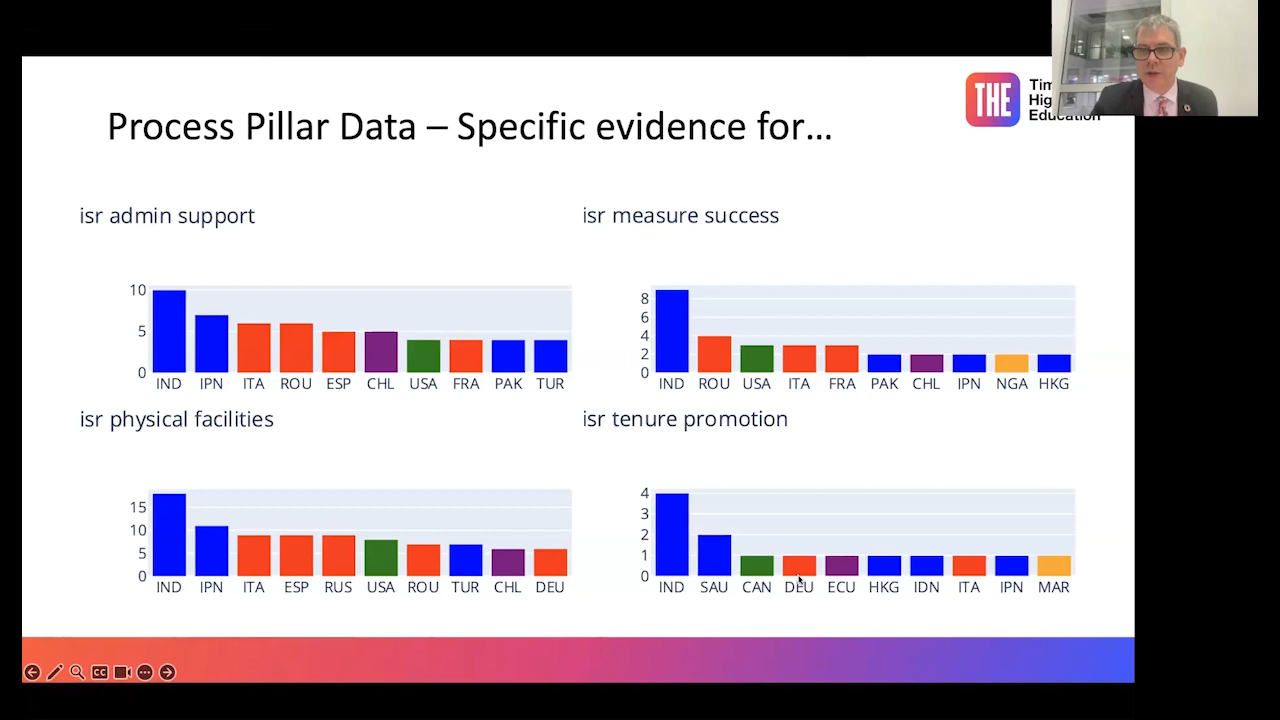 Process Pillar Data – Specific evidence for...
THE
Education
isr admin support
10
5
0
IND IPN ITA ROU ESP CHL USA FRA PAK TUR
isr measure success
8
6
4
2
0
IND ROU USA ITA FRA PAK CHL IPN NGA HKG
isr physical facilities
15
10
5
0
IND IPN ITA ESP RUS USA ROU TUR CHL DEU
isr tenure promotion
4
3
2
1
0
IND SAU CAN DEU ECU HKG IDN ITA IPN MAR
CC